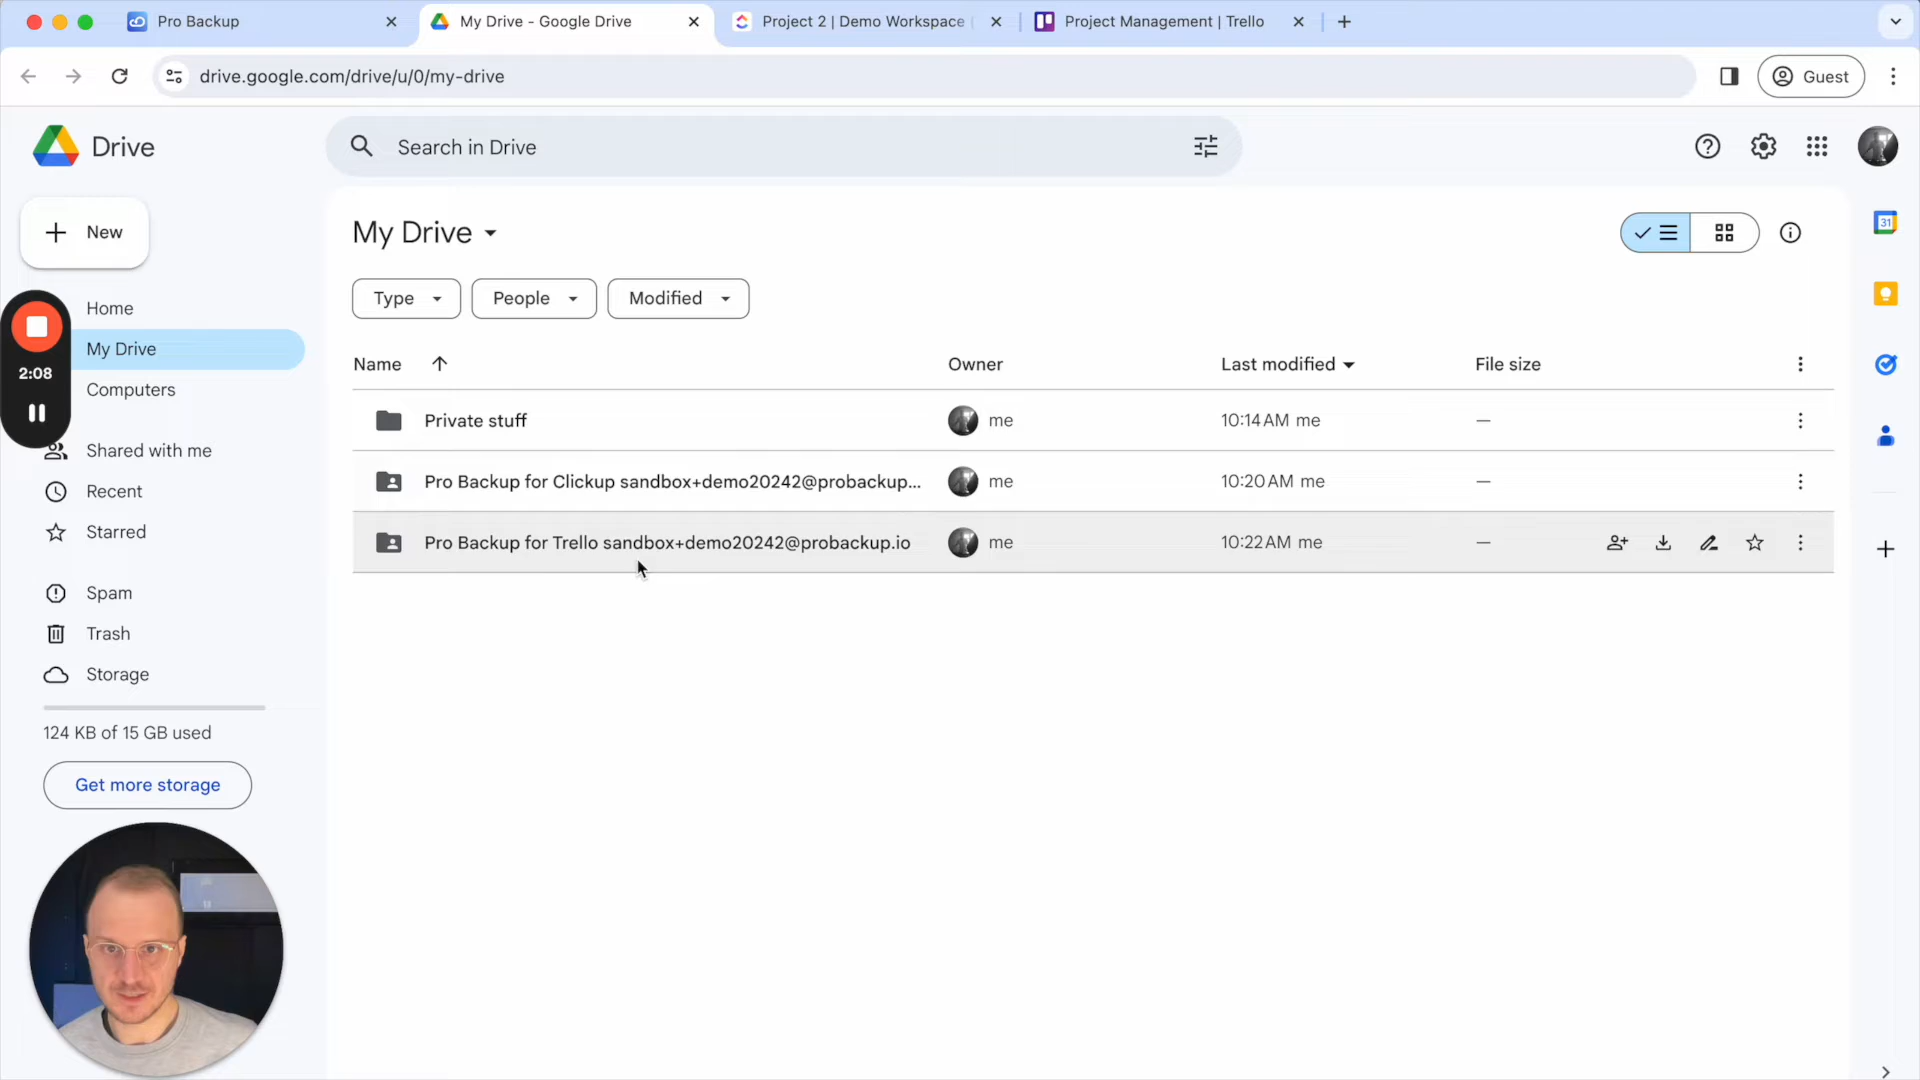 Pro Backup
My Drive - Google Drive
Project 2 | Demo Workspace
Project Management | Trello
drive.google.com/drive/u/0/my-drive
Guest
Drive
Search in Drive
New
My Drive
31
Type
People
Modified
Home
My Drive
Computers
2:08
Name
Owner
Last modified
File size
Private stuff
me
10:14 AM me
—
Shared with me
Pro Backup for Clickup sandbox+demo20242@probackup...
me
10:20 AM me
—
Recent
Starred
Pro Backup for Trello sandbox+demo20242@probackup.io
me
10:22 AM me
—
Spam
Trash
Storage
124 KB of 15 GB used
Get more storage